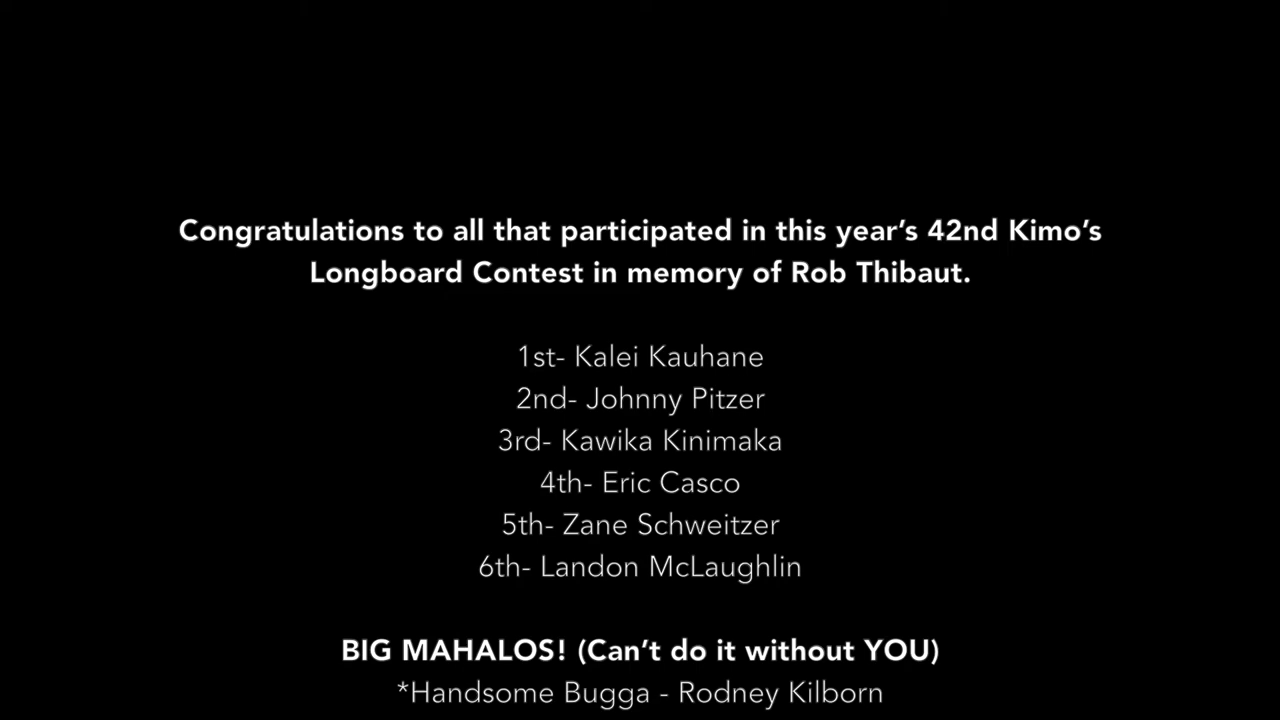 Congratulations to all that participated in this year’s 42nd Kimo’s
Longboard Contest in memory of Rob Thibaut.
1st- Kalei Kauhane
2nd- Johnny Pitzer
3rd- Kawika Kinimaka
4th- Eric Casco
5th- Zane Schweitzer
6th- Landon McLaughlin
BIG MAHALOS! (Can’t do it without YOU)
*Handsome Bugga - Rodney Kilborn